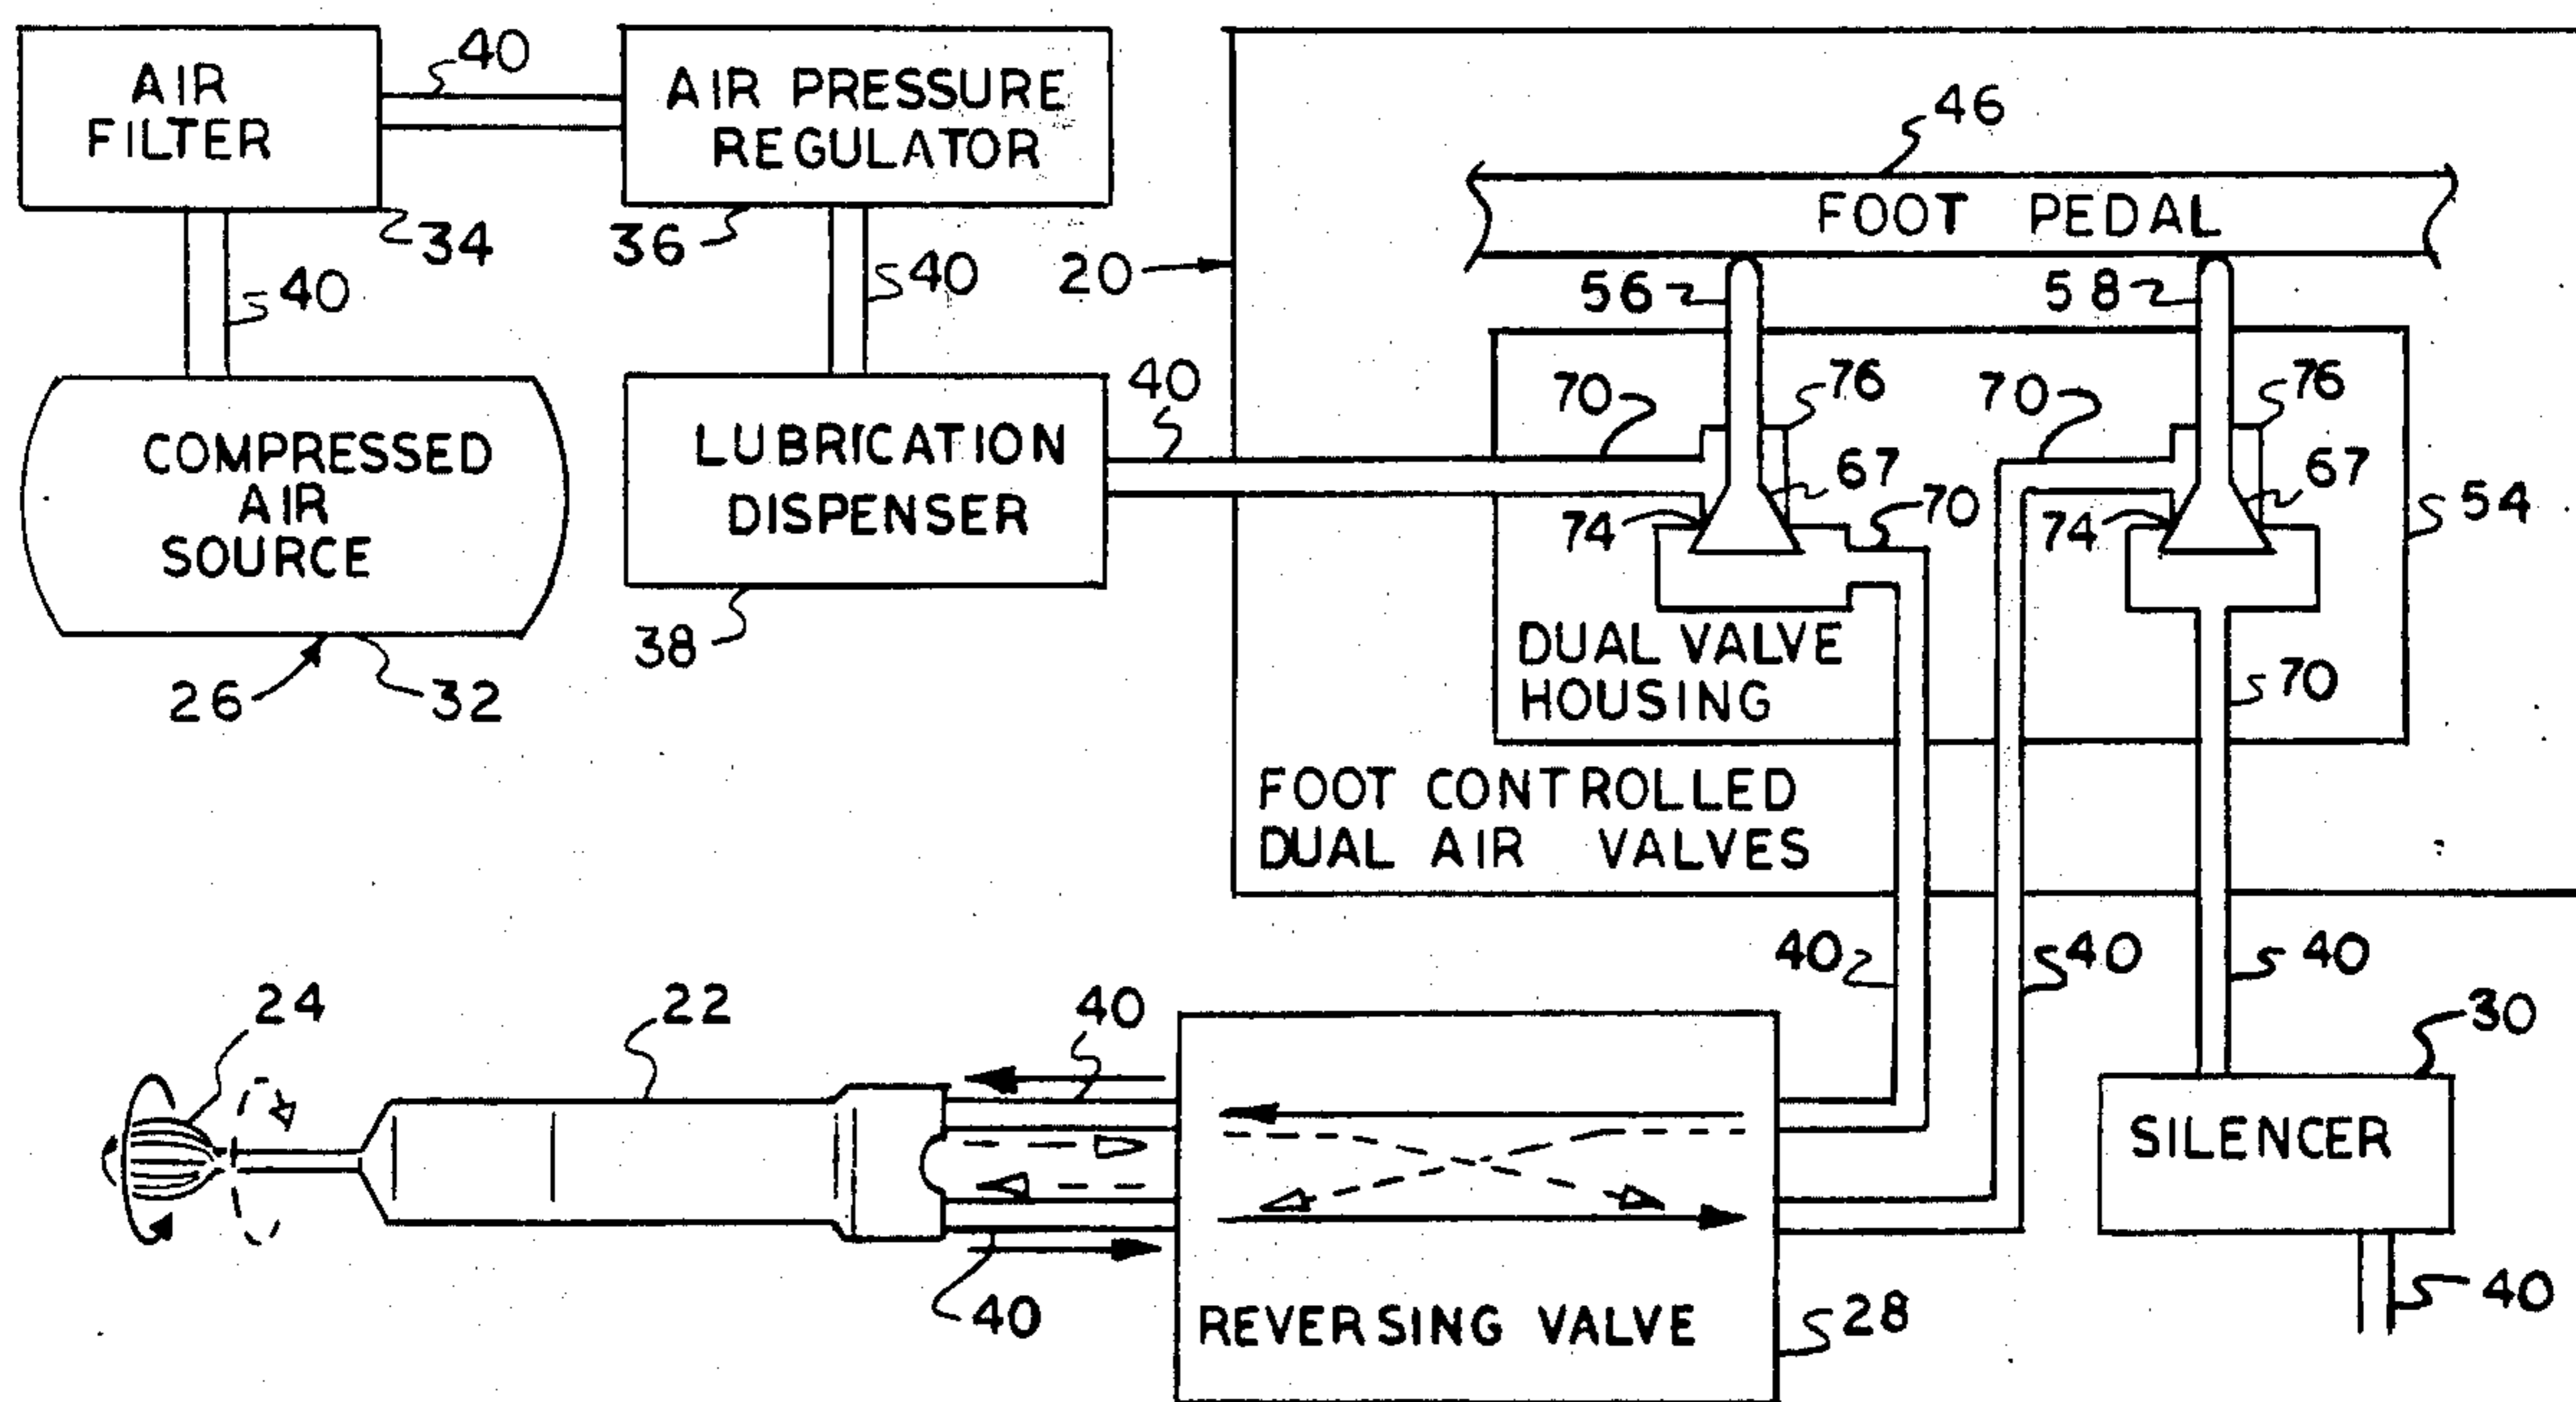 AIR
FILTER
40
AIR PRESSURE
REGULATOR
34
36
40
40
20
46
FOOT PEDAL
56
58
COMPRESSED
AIR
SOURCE
26
32
LUBRICATION
DISPENSER
38
40
70
76
67
74
70
70
76
67
74
54
70
DUAL VALVE
HOUSING
FOOT CONTROLLED
DUAL AIR VALVES
24
22
40
40
40
40
40
30
SILENCER
40
REVERSING VALVE
28